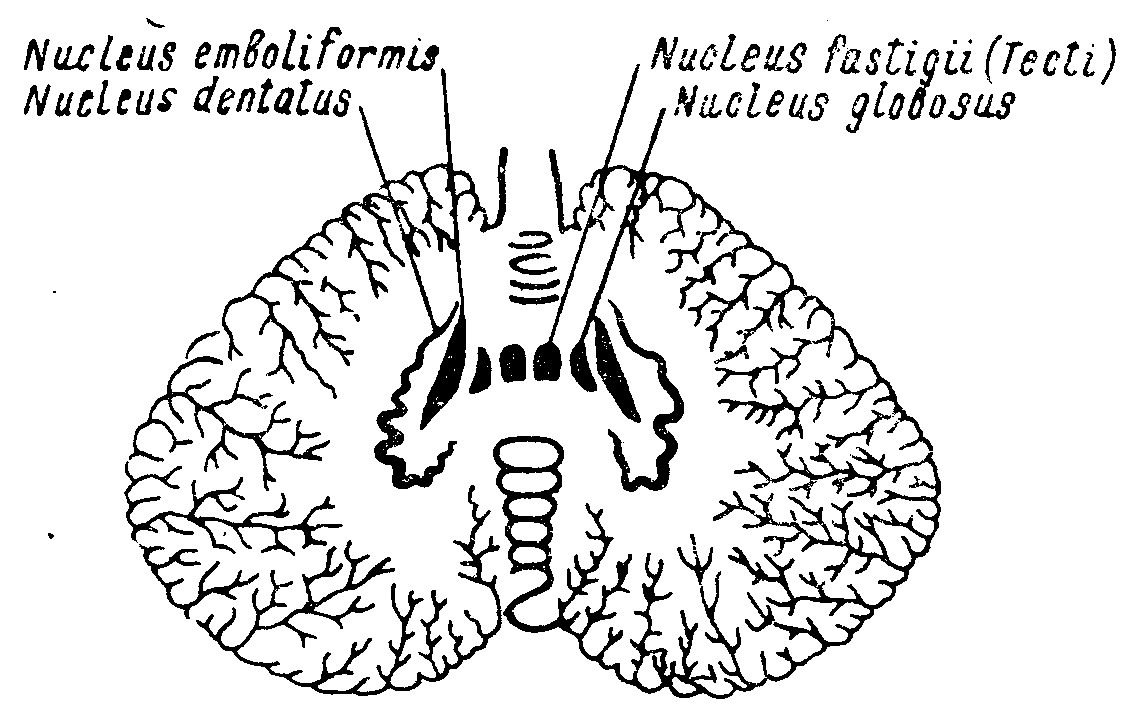 Nucleus emboliformis
Nucleus dentatus
Nucleus fastigii (Tecti)
Nucleus globosus